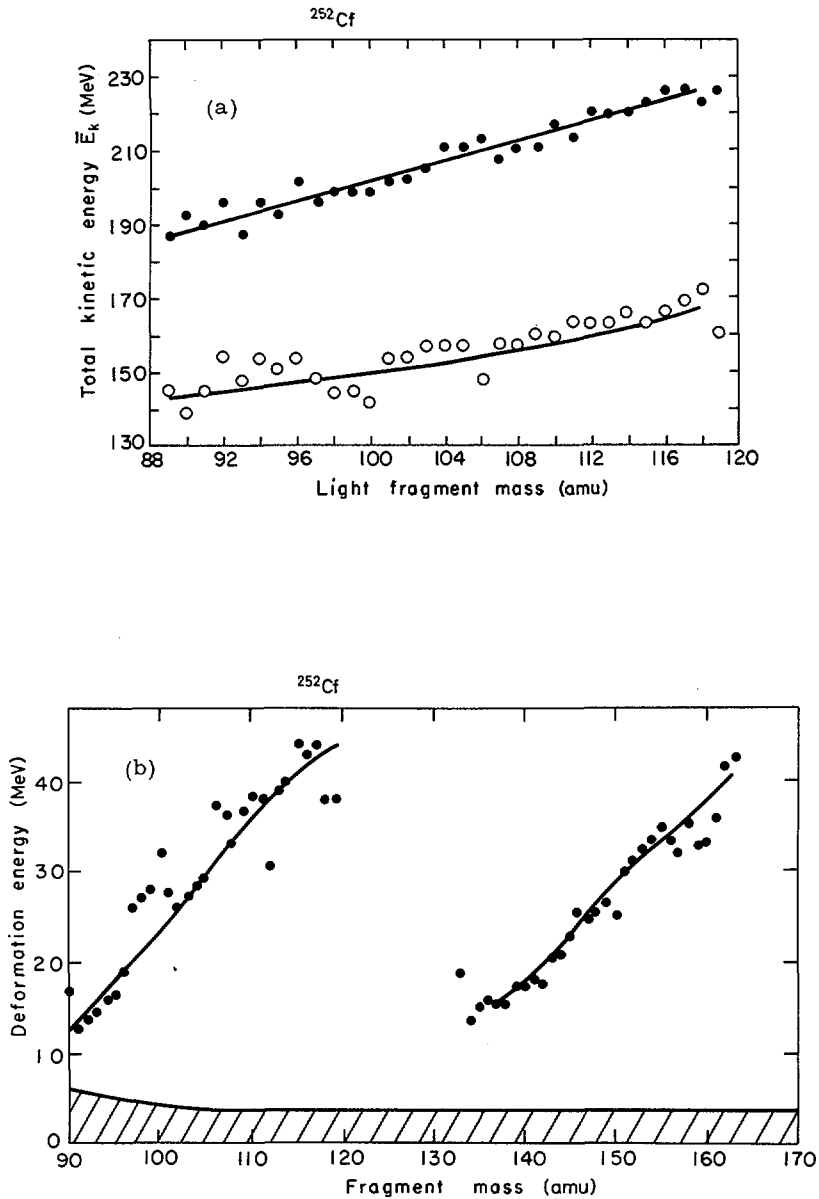 ²⁵²Cf
(a)
Total kinetic energy Ēₖ (MeV)
230
210
190
170
150
130
88 92 96 100 104 108 112 116 120
Light fragment mass (amu)
²⁵²Cf
(b)
Deformation energy (MeV)
40
30
20
10
0
90 100 110 120 130 140 150 160 170
Fragment mass (amu)